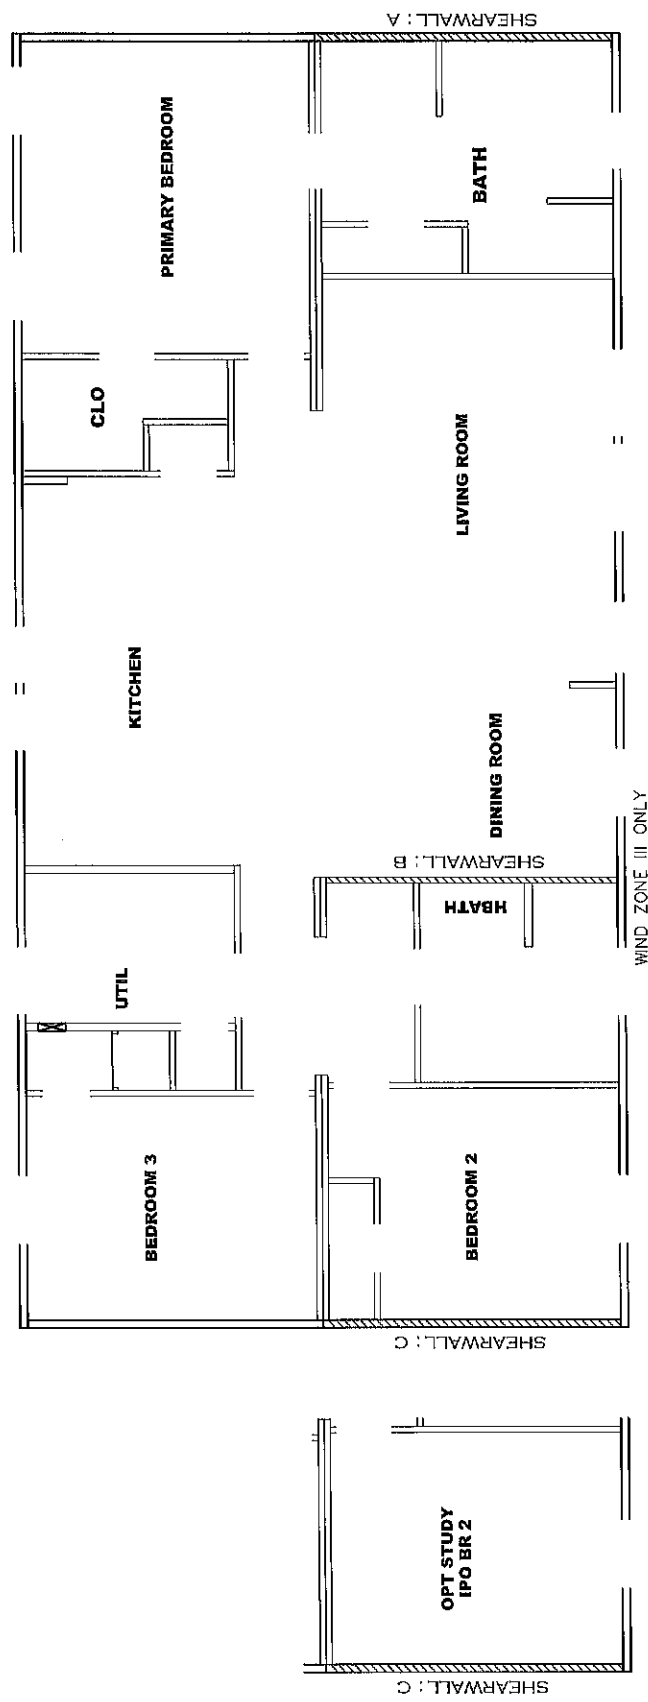 SHEARWALL: A
PRIMARY BEDROOM
BATH
CLO
LIVING ROOM
KITCHEN
DINING ROOM
SHEARWALL: B
WIND ZONE III ONLY
HBATH
UTIL
BEDROOM 3
BEDROOM 2
SHEARWALL: C
OPT STUDY
IPO BR 2
SHEARWALL: C